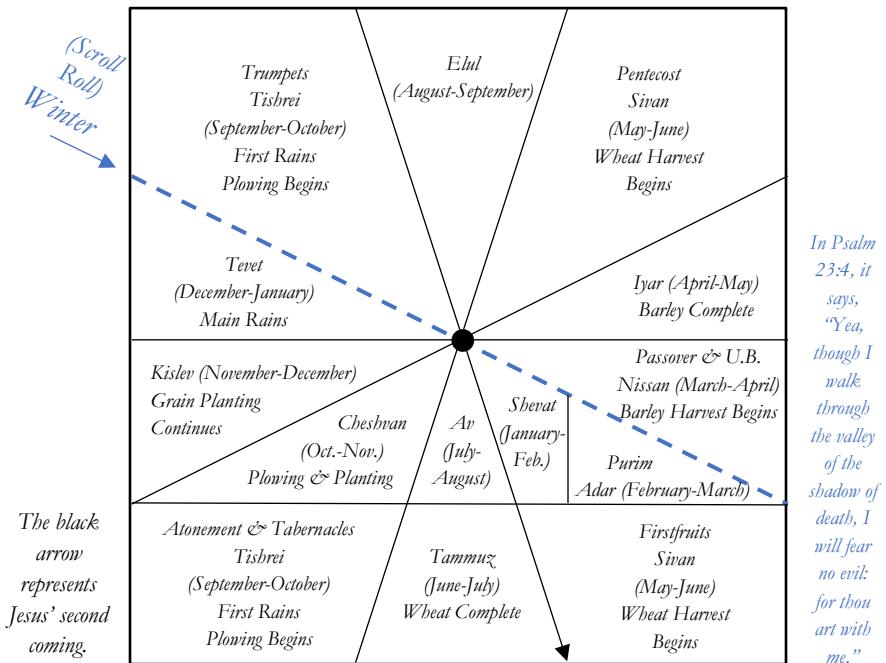 (Scroll
Roll)
Winter
Trumpets
Tishrei
(September-October)
First Rains
Plowing Begins
Elul
(August-September)
Pentecost
Sivan
(May-June)
Wheat Harvest
Begins
Tevet
(December-January)
Main Rains
Iyar (April-May)
Barley Complete
Kislev (November-December)
Grain Planting
Continues
Cheshvan
(Oct.-Nov.)
Plowing & Planting
Av
(July-
August)
Shevat
(January-
Feb.)
Passover & U.B.
Nissan (March-April)
Barley Harvest Begins
Purim
Adar (February-March)
Atonement & Tabernacles
Tishrei
(September-October)
First Rains
Plowing Begins
Tammuz
(June-July)
Wheat Complete
Firstfruits
Sivan
(May-June)
Wheat Harvest
Begins
The black
arrow
represents
Jesus’ second
coming.
In Psalm
23:4, it
says,
“Yea,
though I
walk
through
the valley
of the
shadow of
death, I
will fear
no evil:
for thou
art with
me.”